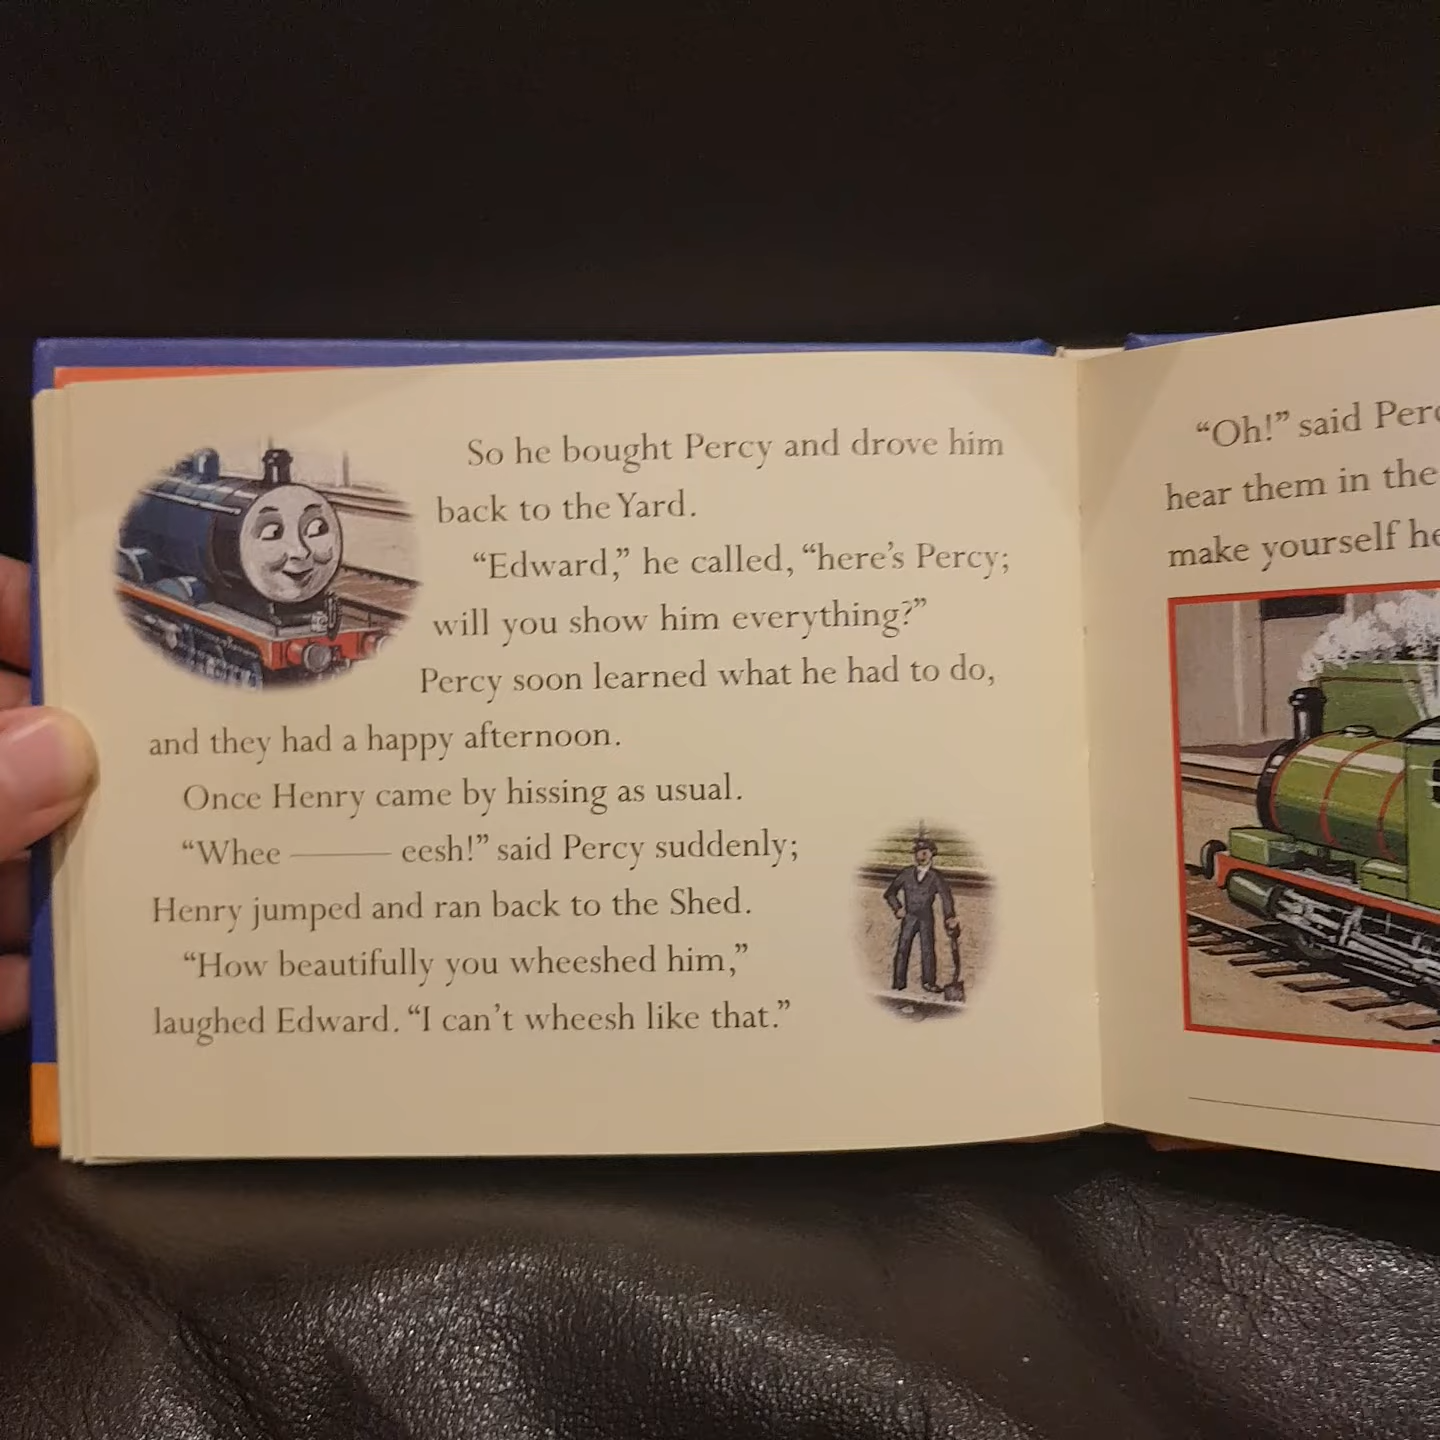 So he bought Percy and drove him
back to the Yard.
“Edward,” he called, “here’s Percy;
will you show him everything?”
Percy soon learned what he had to do,
and they had a happy afternoon.
Once Henry came by hissing as usual.
“Whee ——— eesh!” said Percy suddenly;
Henry jumped and ran back to the Shed.
“How beautifully you wheeshed him,”
laughed Edward. “I can’t wheesh like that.”
“Oh!” said
hear them in the
make yourself